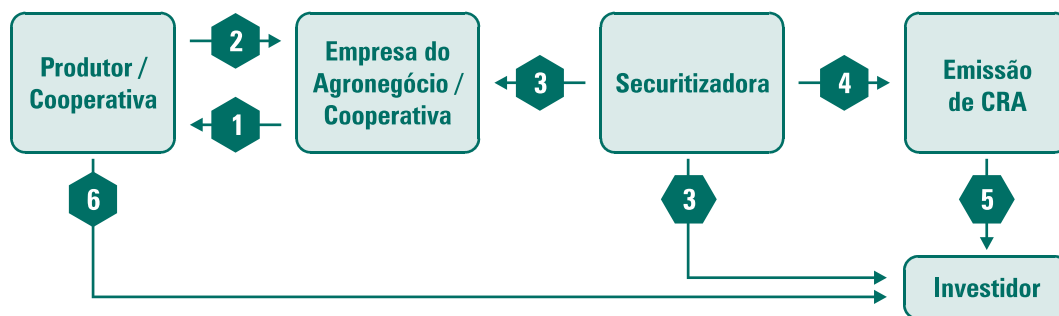 Produtor /
Cooperativa
2
1
Empresa do
Agronegócio /
Cooperativa
3
Securitizadora
4
Emissão
de CRA
6
3
5
Investidor